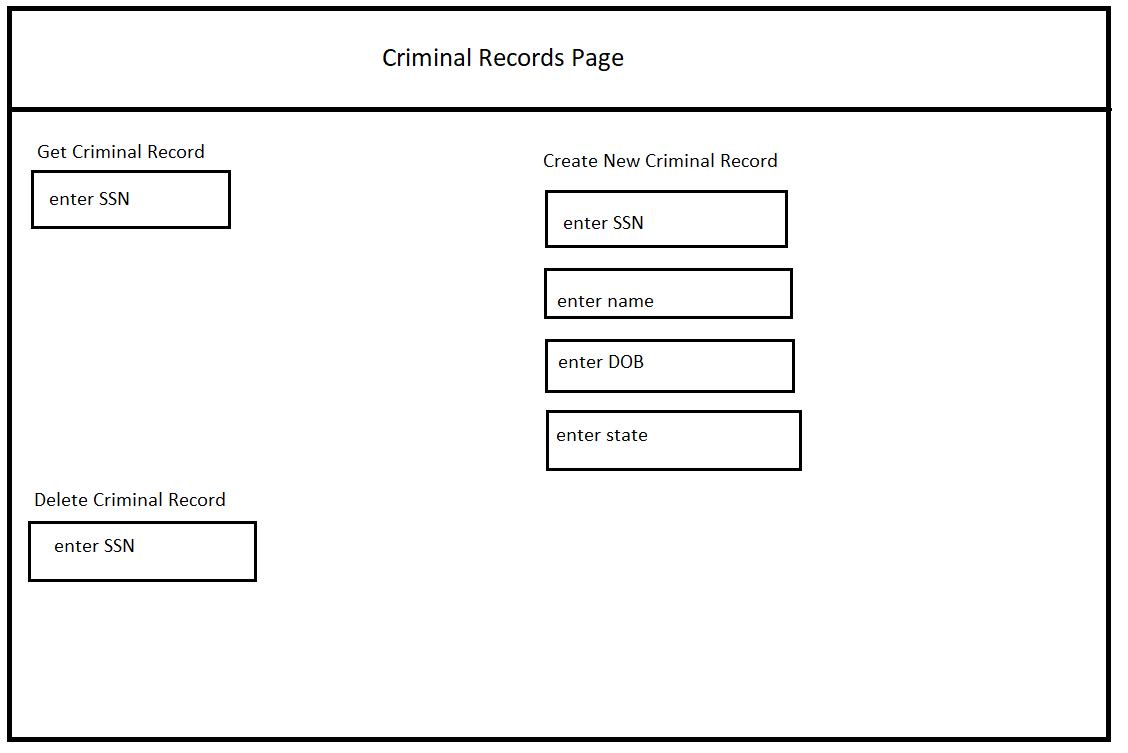 Criminal Records Page
Get Criminal Record
enter SSN
Create New Criminal Record
enter SSN
enter name
enter DOB
enter state
Delete Criminal Record
enter SSN